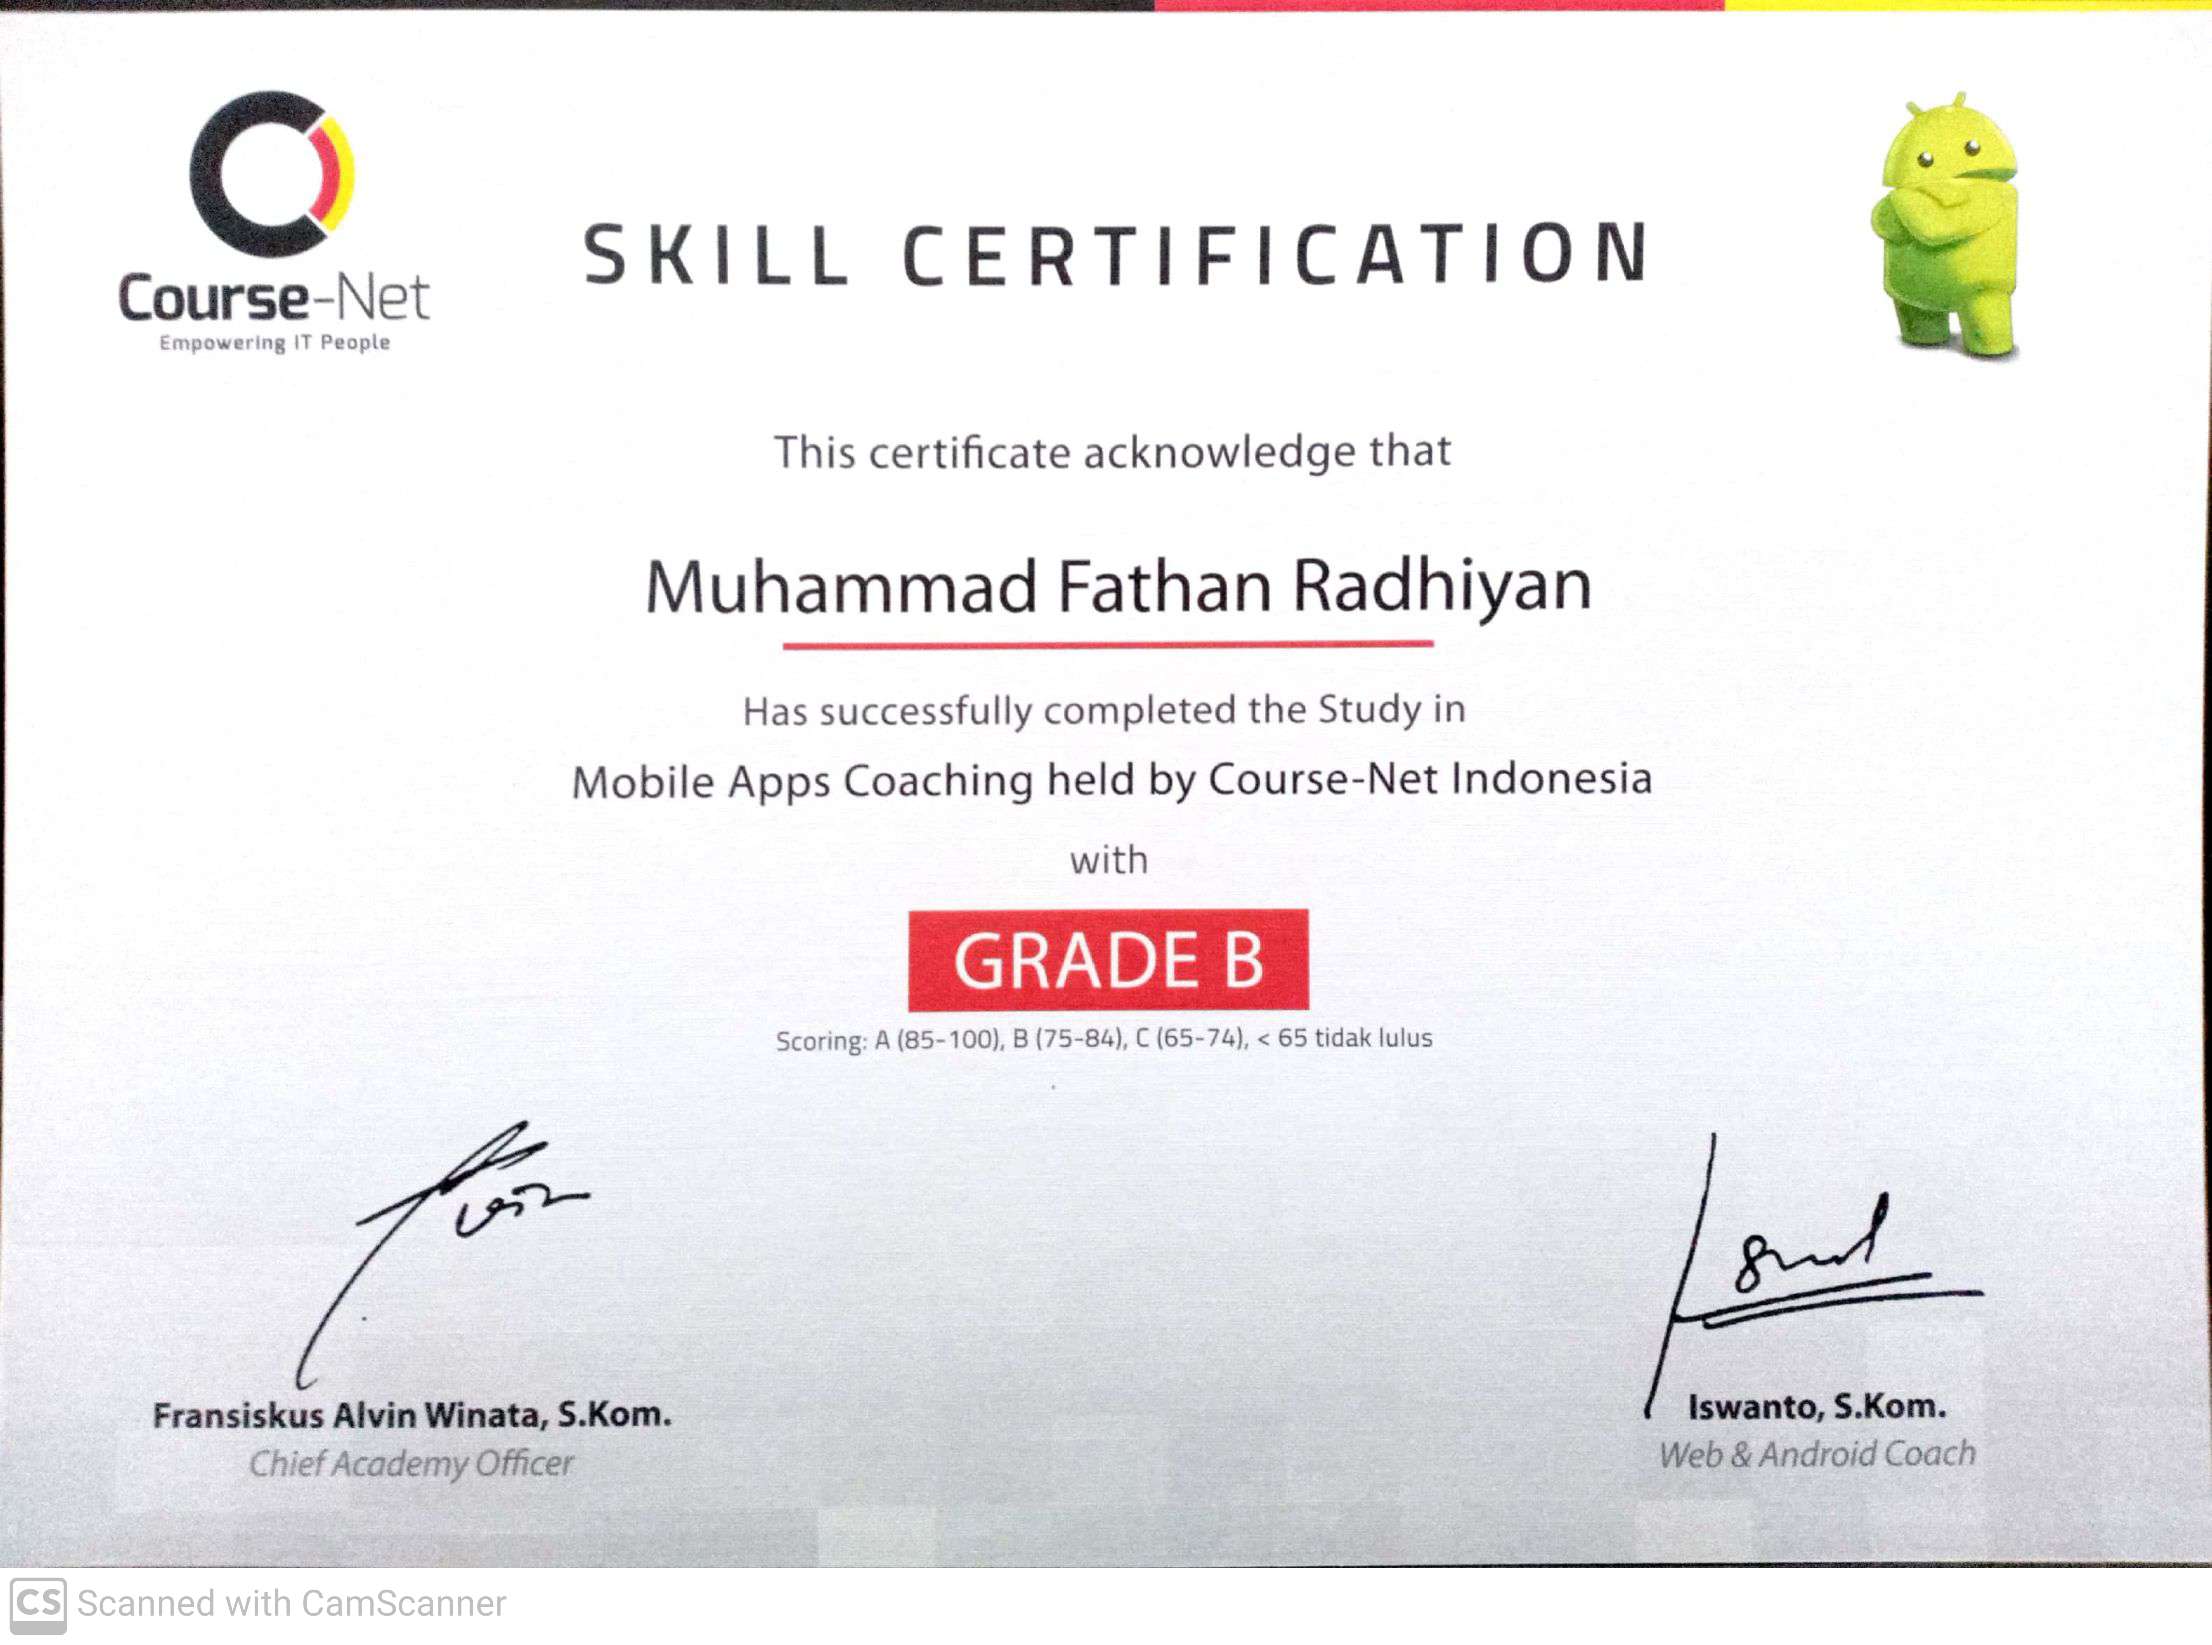 Course-Net
Empowering IT People
SKILL CERTIFICATION
This certificate acknowledge that
Muhammad Fathan Radhiyan
Has successfully completed the Study in
Mobile Apps Coaching held by Course-Net Indonesia
with
GRADE B
Scoring: A (85-100), B (75-84), C (65-74), < 65 tidak lulus
Fransiskus Alvin Winata, S.Kom.
Chief Academy Officer
Iswanto, S.Kom.
Web & Android Coach
CS Scanned with CamScanner